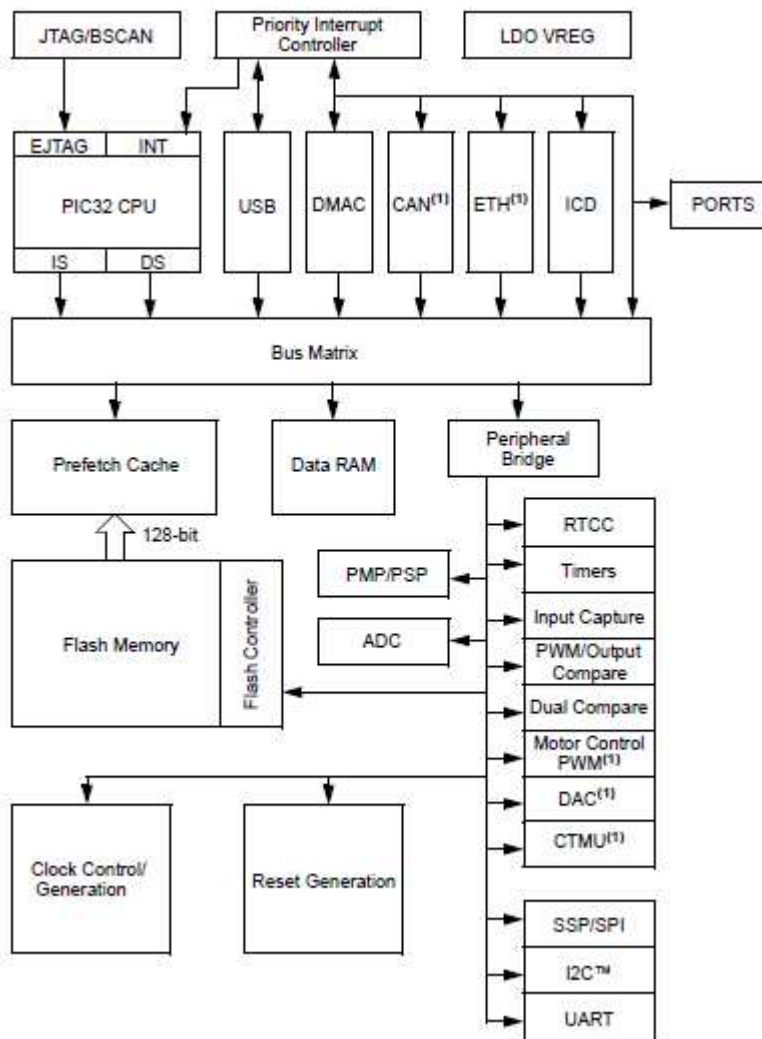 JTAG/BSCAN
Priority Interrupt
Controller
LDO VREG
EJTAG
INT
PIC32 CPU
IS
DS
USB
DMAC
CAN(1)
ETH(1)
ICD
PORTS
Bus Matrix
Prefetch Cache
Data RAM
Peripheral
Bridge
128-bit
Flash Memory
Flash Controller
PMP/PSP
ADC
RTCC
Timers
Input Capture
PWM/Output
Compare
Dual Compare
Motor Control
PWM(1)
DAC(1)
CTMU(1)
Clock Control/
Generation
Reset Generation
SSP/SPI
I2C™
UART